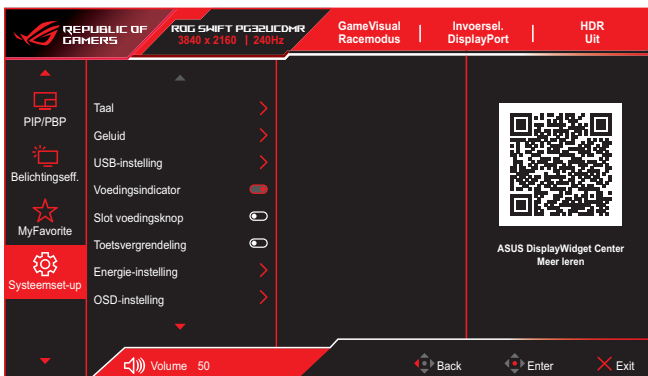 REPUBLIC OF
GAMERS
ROG SWIFT PG32UCDMR
3840 x 2160 | 240Hz
GameVisual
Racemodus
Invoersel.
DisplayPort
HDR
Uit
PIP/PBP
Belichtingseff.
MyFavorite
Systeemset-up
Taal
Geluid
USB-instelling
Voedingsindicator
Slot voedingsknop
Toetsvergrendeling
Energie-instelling
OSD-instelling
ASUS DisplayWidget Center
Meer leren
Volume 50
Back
Enter
Exit